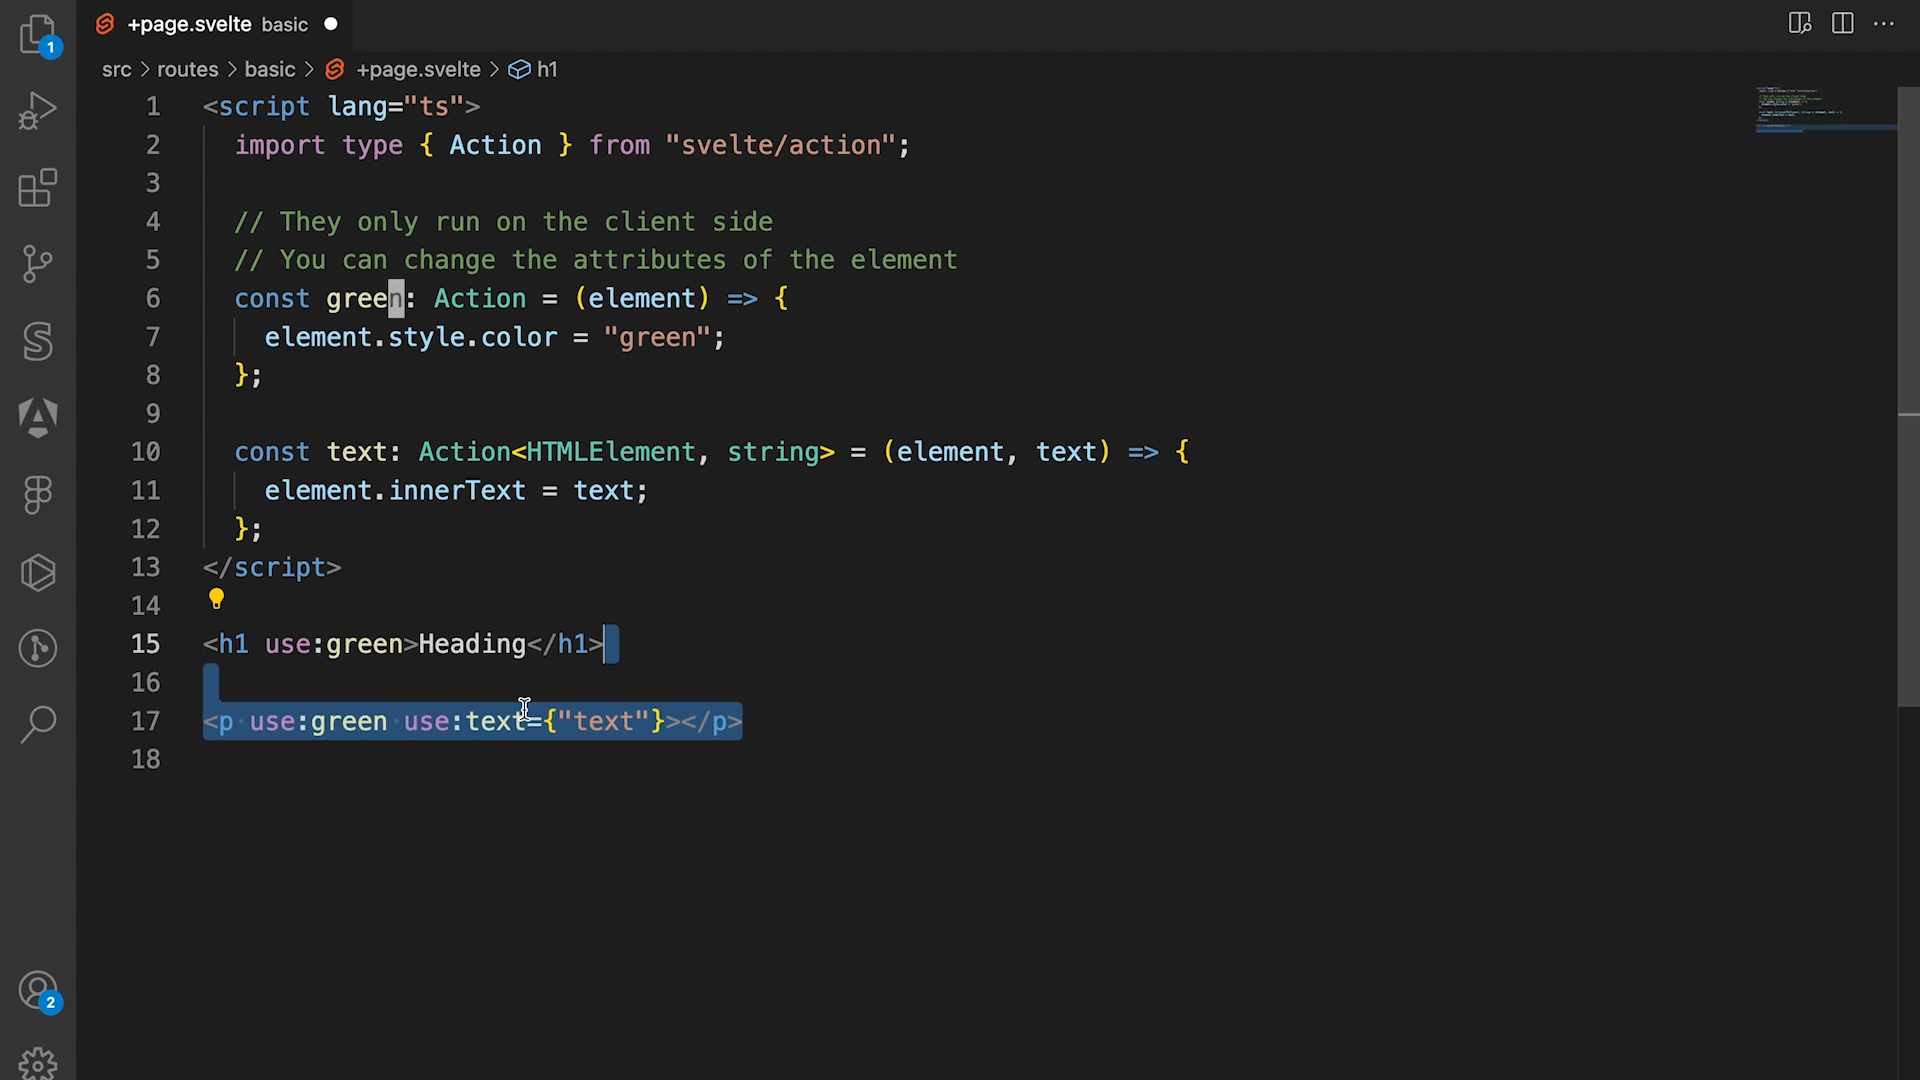 +page.svelte basic
1
src > routes > basic > +page.svelte > h1
1 <script lang="ts">
2 import type { Action } from "svelte/action";
3
4 // They only run on the client side
5 // You can change the attributes of the element
6 const green: Action = (element) => {
7 element.style.color = "green";
8 };
9
10 const text: Action<HTMLElement, string> = (element, text) => {
11 element.innerText = text;
12 };
13 </script>
14
15 <h1 use:green>Heading</h1>
16
17 <p use:green use:text={"text"}></p>
18
2